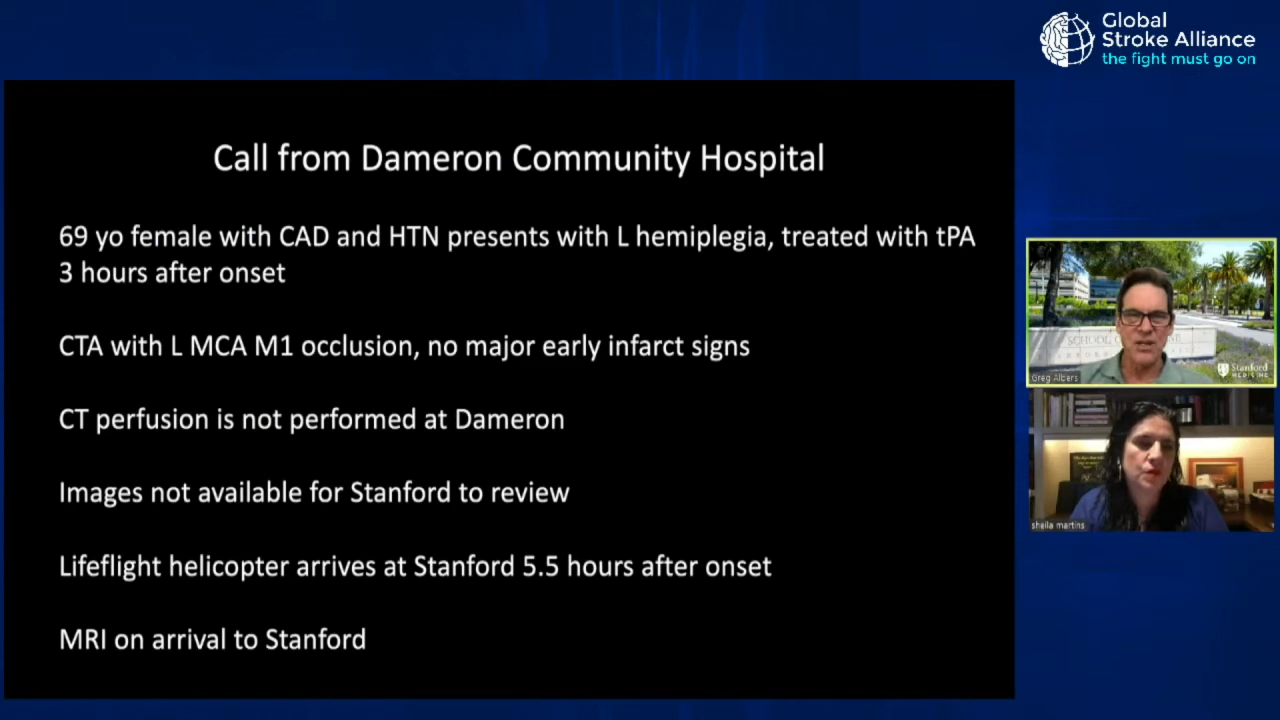 Global
Stroke Alliance
the fight must go on
Call from Dameron Community Hospital
69 yo female with CAD and HTN presents with L hemiplegia, treated with tPA
3 hours after onset
CTA with L MCA M1 occlusion, no major early infarct signs
CT perfusion is not performed at Dameron
Images not available for Stanford to review
Lifeflight helicopter arrives at Stanford 5.5 hours after onset
MRI on arrival to Stanford
SCHOOL
Stanford
MEDICINE
Greg Albers
sheila martins